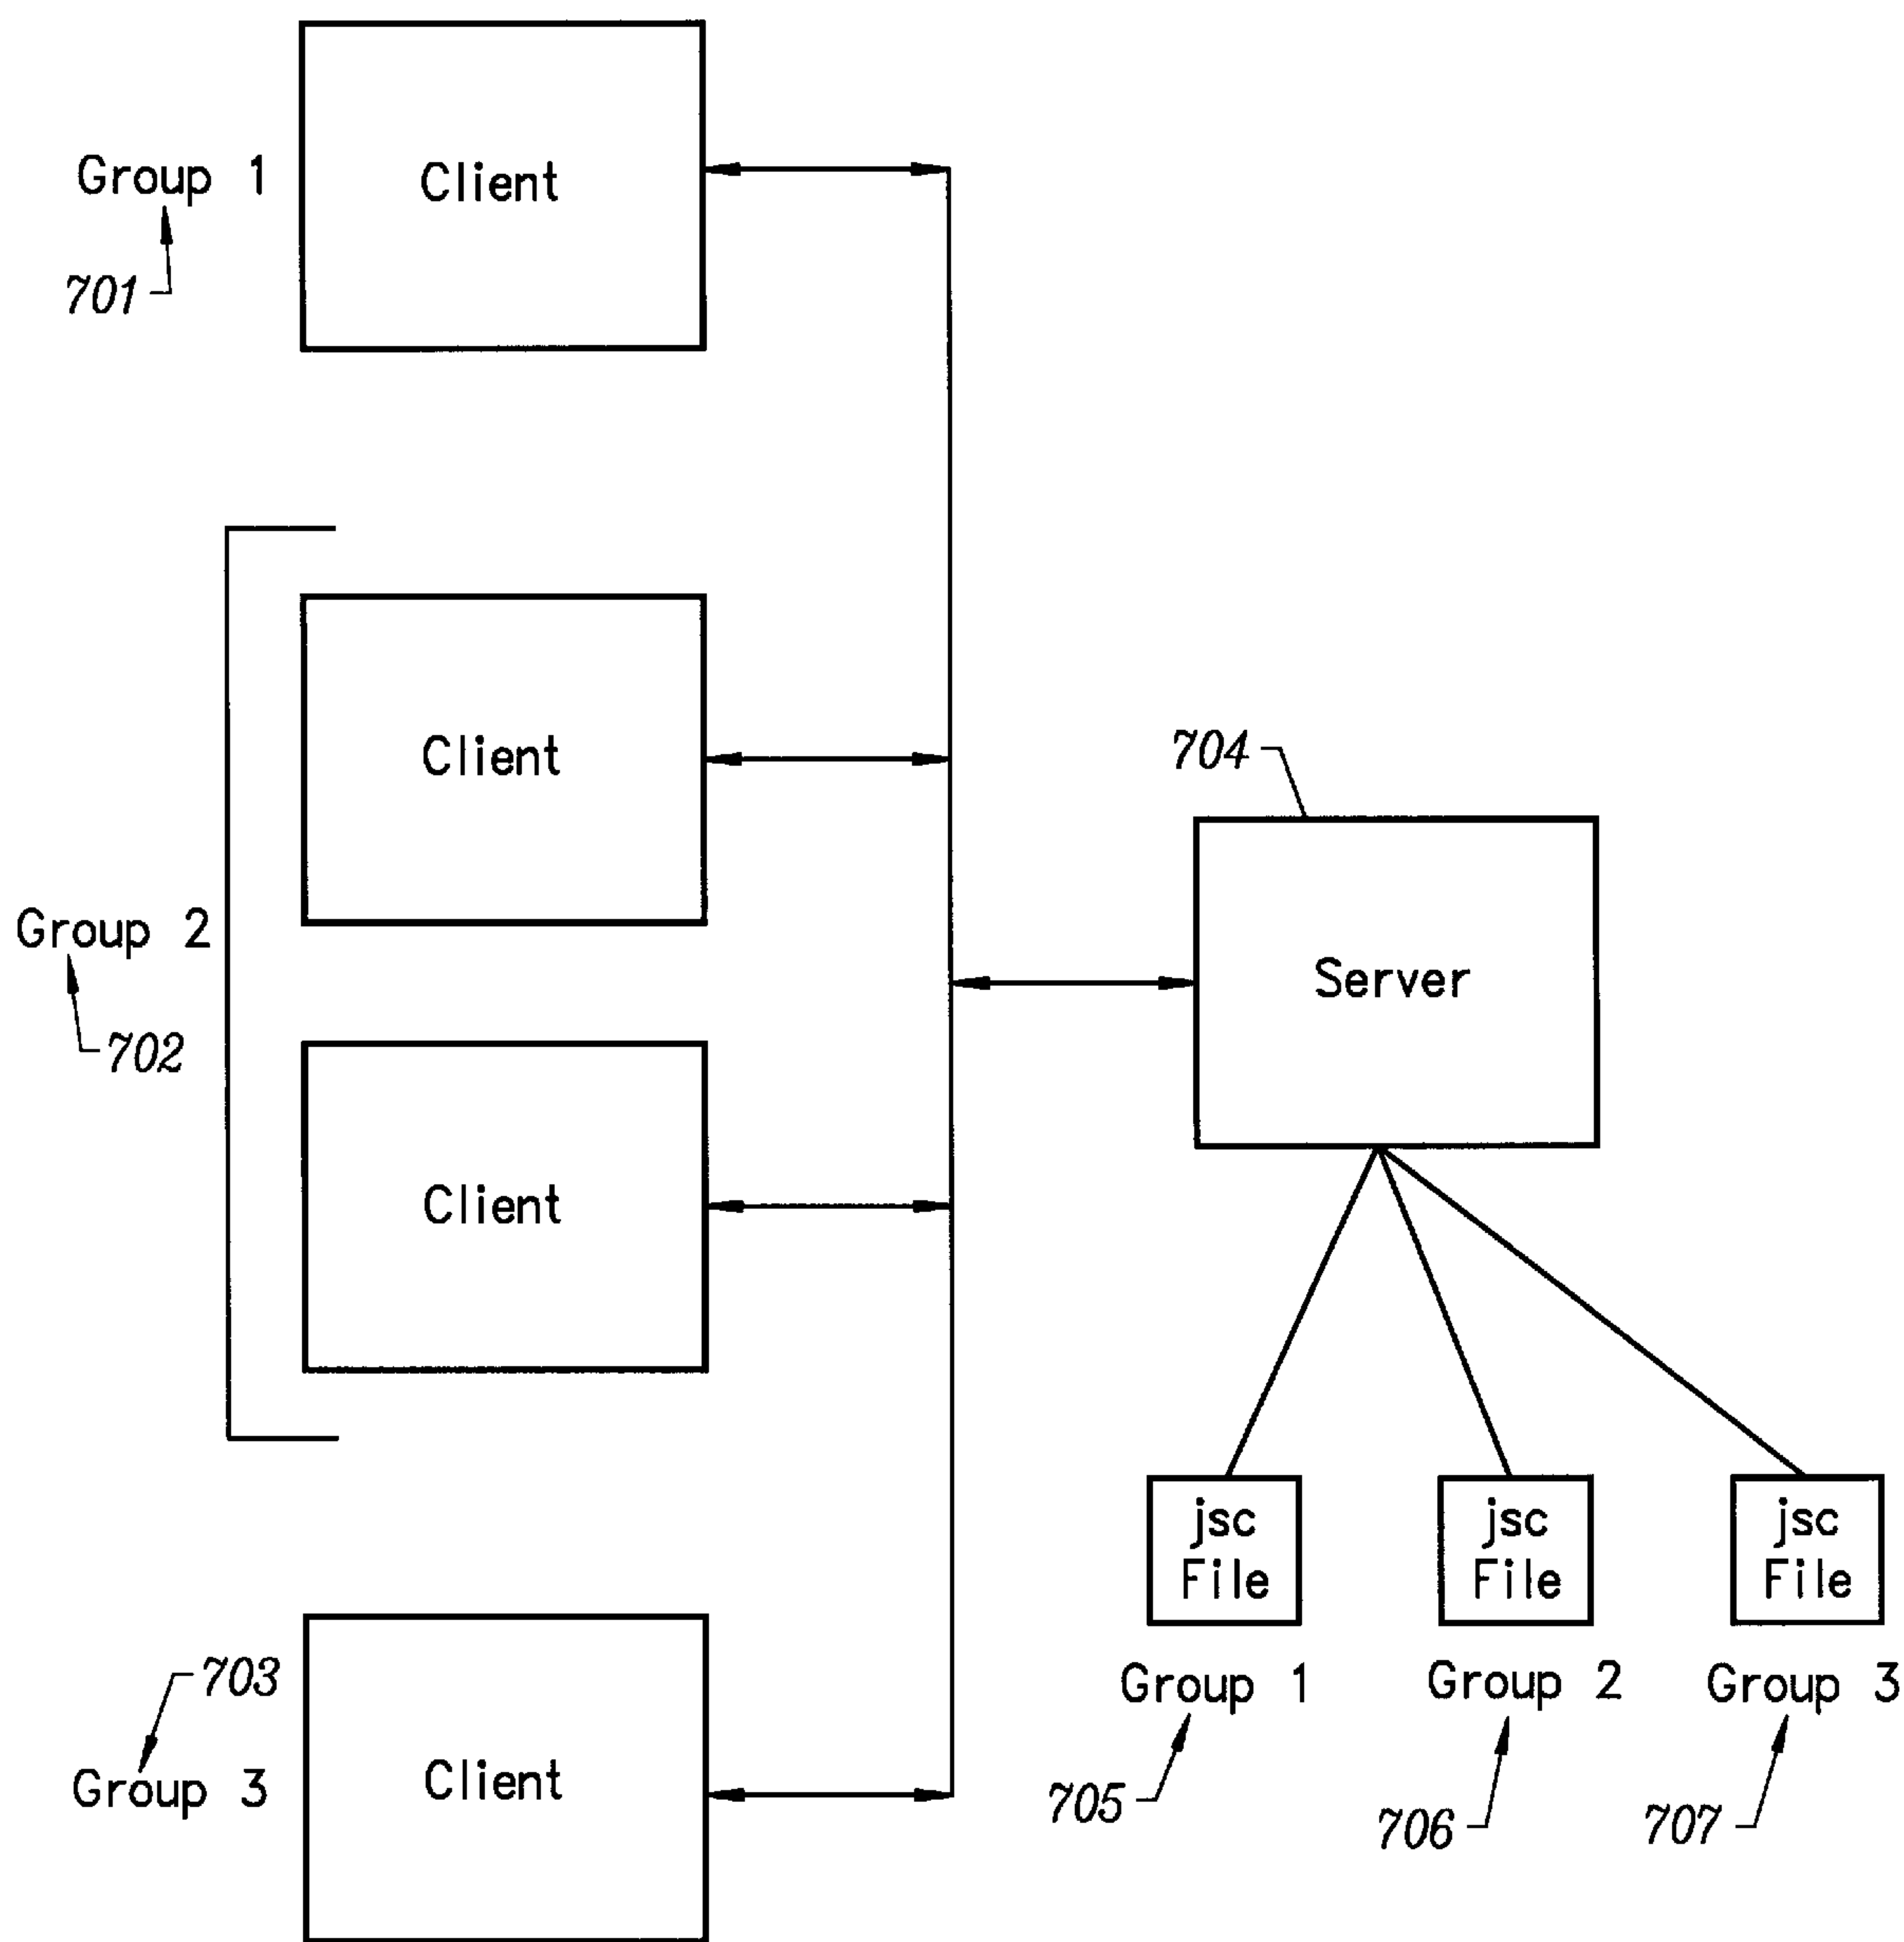 Group 1
Client
701
Client
Group 2
702
Client
704
Server
703
Group 3
Client
jsc
File
jsc
File
jsc
File
Group 1
Group 2
Group 3
705
706
707